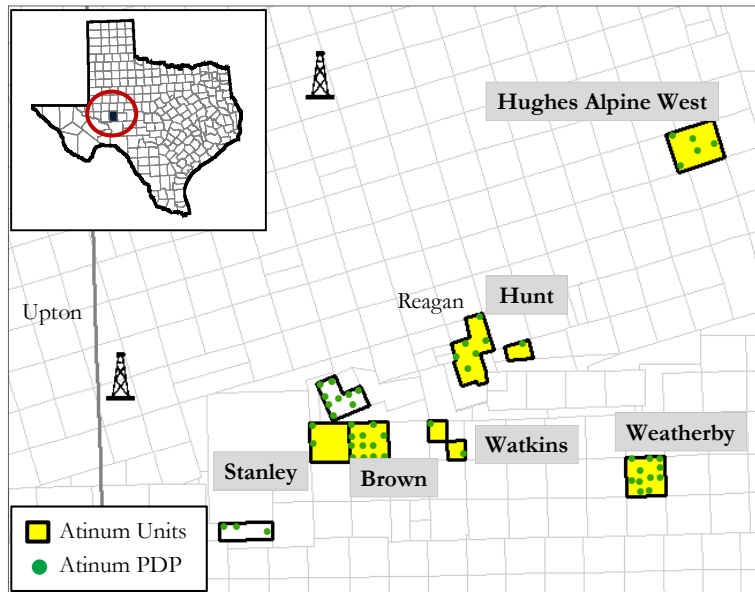 Hughes Alpine West
Upton
Reagan
Hunt
Stanley
Brown
Watkins
Weatherby
Atinum Units
Atinum PDP